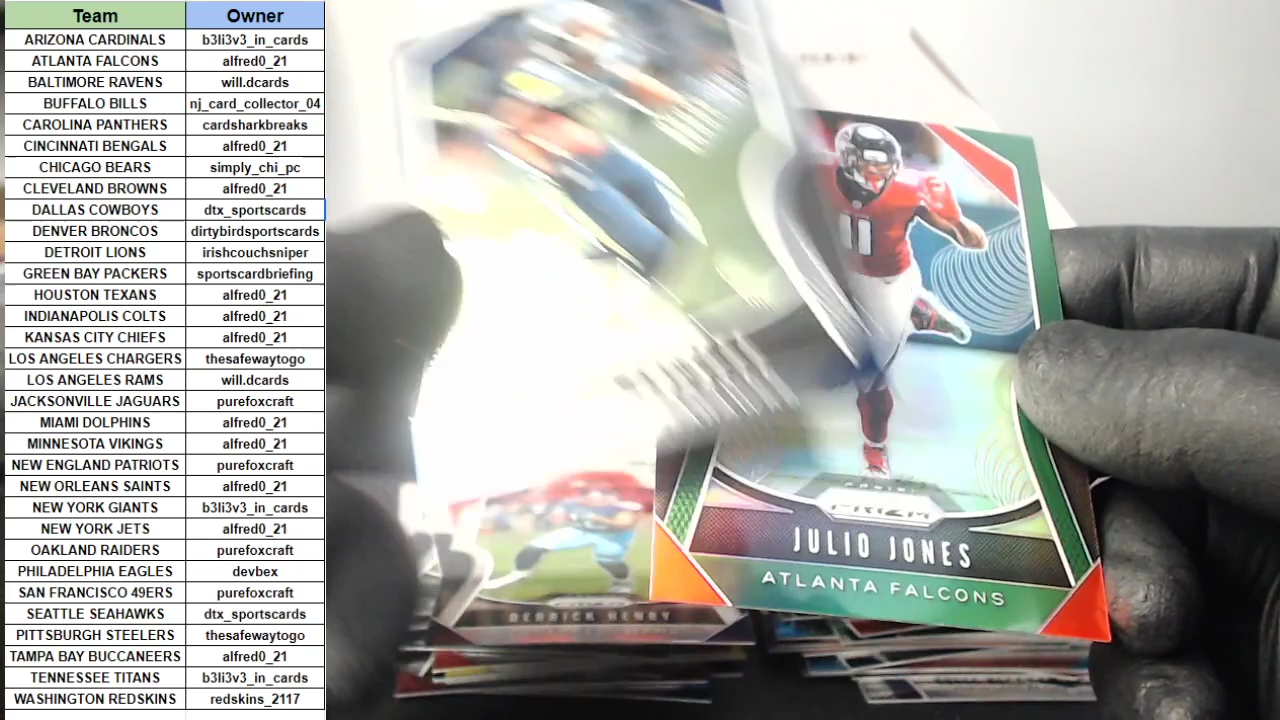 Team Owner
ARIZONA CARDINALS b3li3v3_in_cards
ATLANTA FALCONS alfred0_21
BALTIMORE RAVENS will.dcards
BUFFALO BILLS nj_card_collector_04
CAROLINA PANTHERS cardsharkbreaks
CINCINNATI BENGALS alfred0_21
CHICAGO BEARS simply_chi_pc
CLEVELAND BROWNS alfred0_21
DALLAS COWBOYS dtx_sportscards
DENVER BRONCOS dirtybirdsportscards
DETROIT LIONS irishcouchsniper
GREEN BAY PACKERS sportscardbriefing
HOUSTON TEXANS alfred0_21
INDIANAPOLIS COLTS alfred0_21
KANSAS CITY CHIEFS alfred0_21
LOS ANGELES CHARGERS thesafewaytogo
LOS ANGELES RAMS will.dcards
JACKSONVILLE JAGUARS purefoxcraft
MIAMI DOLPHINS alfred0_21
MINNESOTA VIKINGS alfred0_21
NEW ENGLAND PATRIOTS purefoxcraft
NEW ORLEANS SAINTS alfred0_21
NEW YORK GIANTS b3li3v3_in_cards
NEW YORK JETS alfred0_21
OAKLAND RAIDERS purefoxcraft
PHILADELPHIA EAGLES devbex
SAN FRANCISCO 49ERS purefoxcraft
SEATTLE SEAHAWKS dtx_sportscards
PITTSBURGH STEELERS thesafewaytogo
TAMPA BAY BUCCANEERS alfred0_21
TENNESSEE TITANS b3li3v3_in_cards
WASHINGTON REDSKINS redskins_2117
11
PANINI
PRIZM
JULIO JONES
ATLANTA FALCONS
DERRICK HENRY